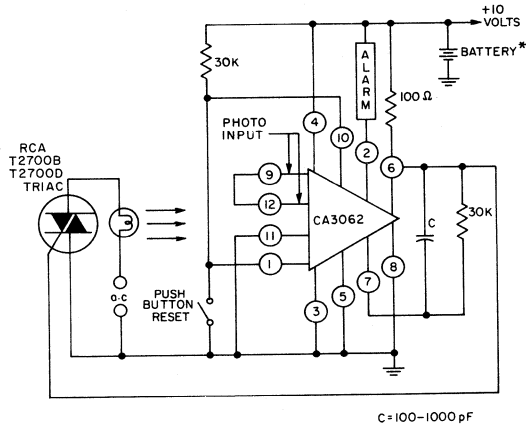 +10
VOLTS
BATTERY*
30K
ALARM
100Ω
PHOTO
INPUT
4
10
2
6
RCA
T2700B
T2700D
TRIAC
9
12
11
1
CA3062
C
30K
a-c
PUSH
BUTTON
RESET
3
5
7
8
C=100-1000 pF